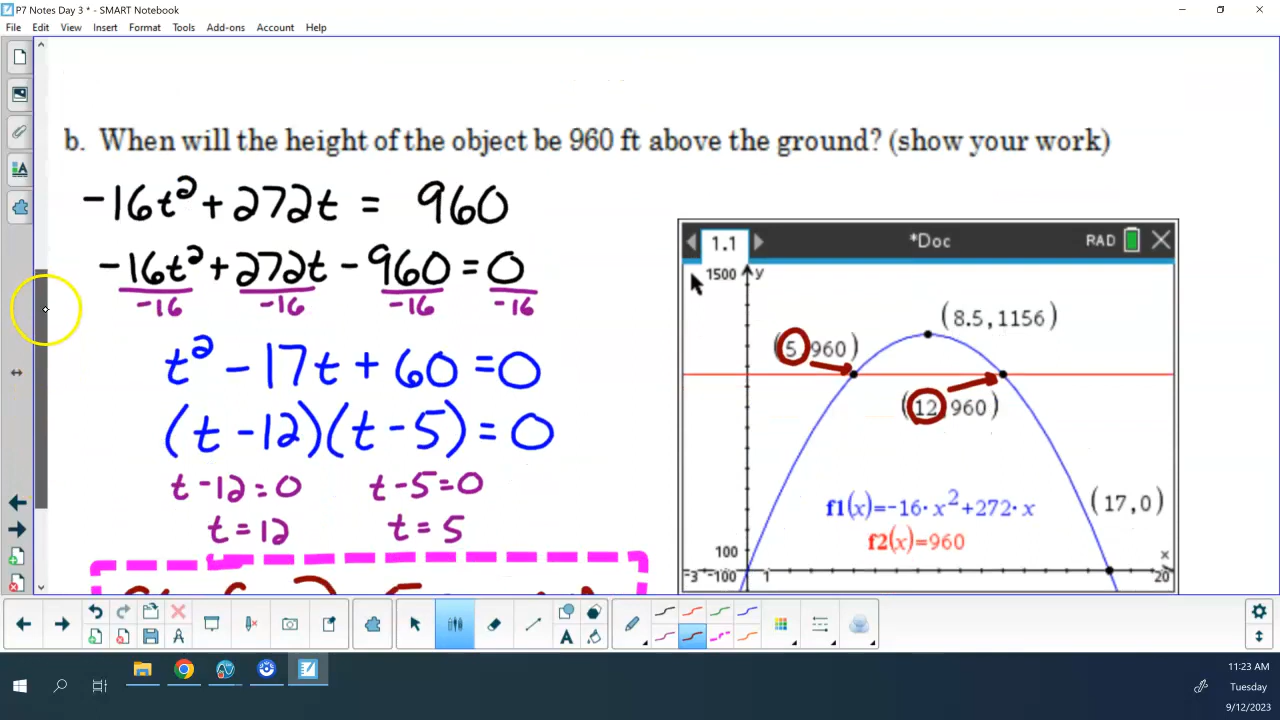 P7 Notes Day 3 * - SMART Notebook
File Edit View Insert Format Tools Add-ons Account Help
b. When will the height of the object be 960 ft above the ground? (show your work)
-16t² + 272t = 960
-16t² + 272t - 960 = 0
-16 -16 -16 -16
t² - 17t + 60 = 0
(t - 12)(t - 5) = 0
t - 12 = 0 t - 5 = 0
t = 12 t = 5
1.1 *Doc RAD
1500 y
(8.5,1156)
(5,960)
(12,960)
(17,0)
f1(x)=-16·x²+272·x
f2(x)=960
100
x
-3 -100 1 20
A
11:23 AM
Tuesday
9/12/2023